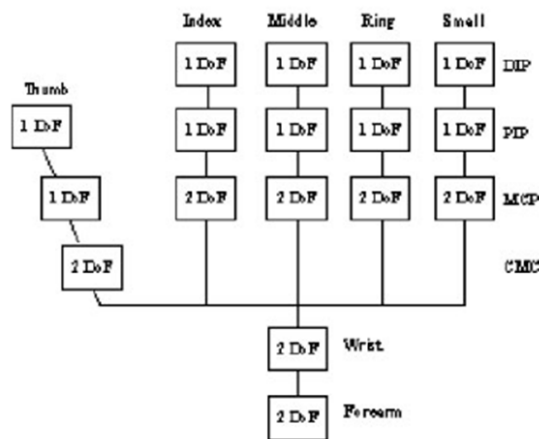 Index Middle Ring Small
1 DoF 1 DoF 1 DoF 1 DoF DIP
Thumb
1 DoF
1 DoF 1 DoF 1 DoF 1 DoF PIP
1 DoF 2 DoF 2 DoF 2 DoF 2 DoF MCP
2 DoF CMC
2 DoF Wrist
2 DoF Forearm